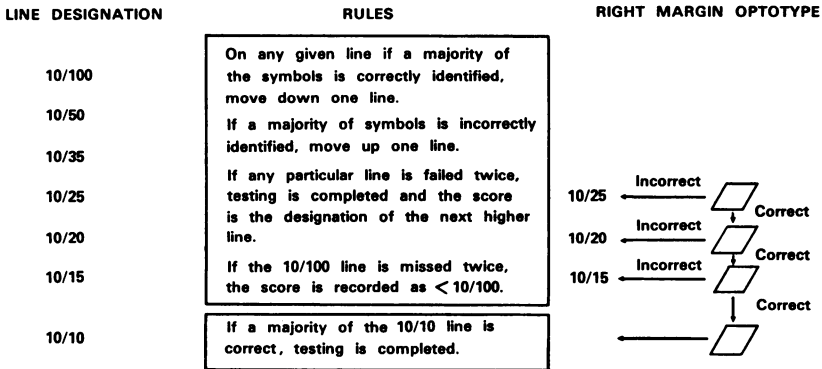 LINE DESIGNATION
RULES
RIGHT MARGIN OPTOTYPE
10/100
10/50
10/35
10/25
10/20
10/15
10/10
On any given line if a majority of
the symbols is correctly identified,
move down one line.
If a majority of symbols is incorrectly
identified, move up one line.
If any particular line is failed twice,
testing is completed and the score
is the designation of the next higher
line.
If the 10/100 line is missed twice,
the score is recorded as < 10/100.
If a majority of the 10/10 line is
correct, testing is completed.
10/25
Incorrect
Correct
10/20
Incorrect
Correct
10/15
Incorrect
Correct